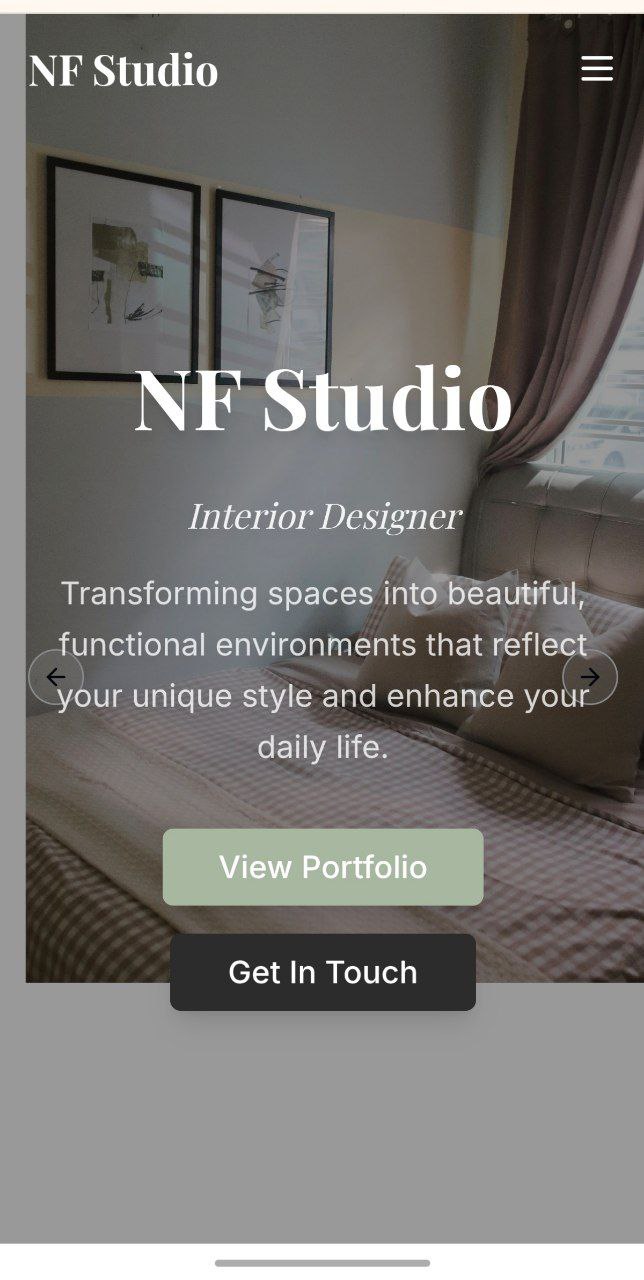 NF Studio
NF Studio
Interior Designer
Transforming spaces into beautiful,
functional environments that reflect
your unique style and enhance your
daily life.
View Portfolio
Get In Touch